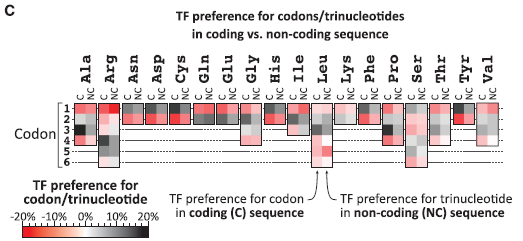 C
TF preference for codons/trinucleotides
in coding vs. non-coding sequence
Ala Arg Asn Asp Cys Gln Glu Gly His Ile Leu Lys Phe Pro Ser Thr Tyr Val
C NC C NC C NC C NC C NC C NC C NC C NC C NC C NC C NC C NC C NC C NC C NC C NC C NC C NC
1
2
Codon 3
4
5
6
TF preference for
codon/trinucleotide
-20% -10% 0% 10% 20%
TF preference for codon
in coding (C) sequence
TF preference for trinucleotide
in non-coding (NC) sequence